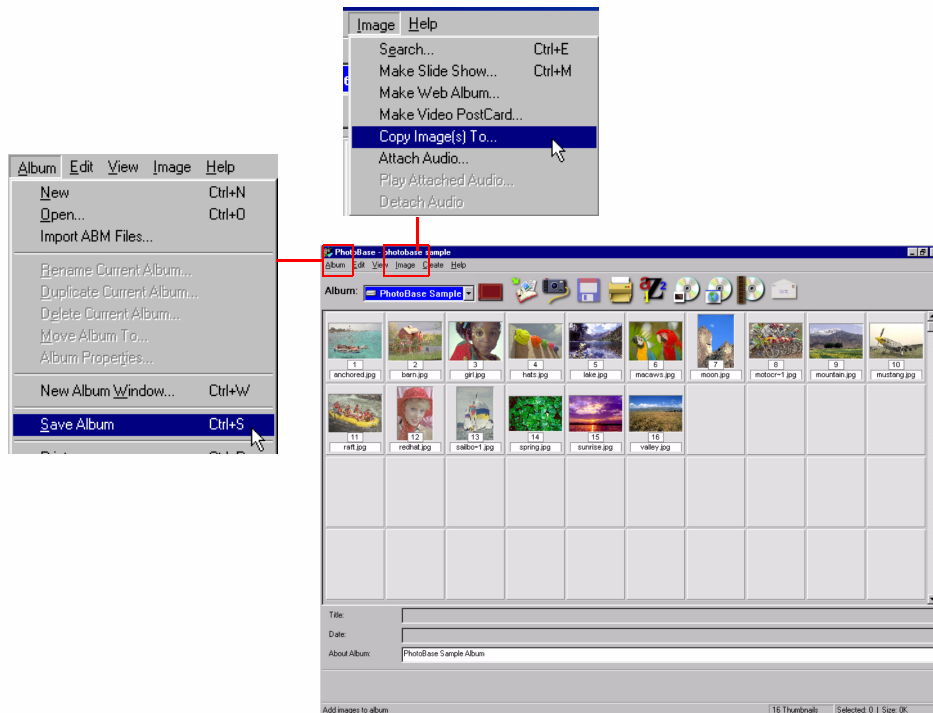 Image Help
Search... Ctrl+E
Make Slide Show... Ctrl+M
Make Web Album...
Make Video PostCard...
Copy Image(s) To...
Attach Audio...
Play Attached Audio...
Detach Audio
Album Edit View Image Help
New Ctrl+N
Open... Ctrl+O
Import ABM Files...
Rename Current Album...
Duplicate Current Album...
Delete Current Album...
Move Album To...
Album Properties...
New Album Window... Ctrl+W
Save Album Ctrl+S
PhotoBase - photobase sample
Album Edit View Image Create Help
Album: PhotoBase Sample
1 2 3 4 5 6 7 8 9 10
anchored.jpg barn.jpg girl.jpg hats.jpg lake.jpg macaws.jpg moon.jpg motocr~1.jpg mountain.jpg mustang.jpg
11 12 13 14 15 16
raft.jpg redhat.jpg sailbo~1.jpg spring.jpg sunrise.jpg valley.jpg
Title:
Date:
About Album: PhotoBase Sample Album
Add images to album 16 Thumbnails Selected: 0 | Size: 0K